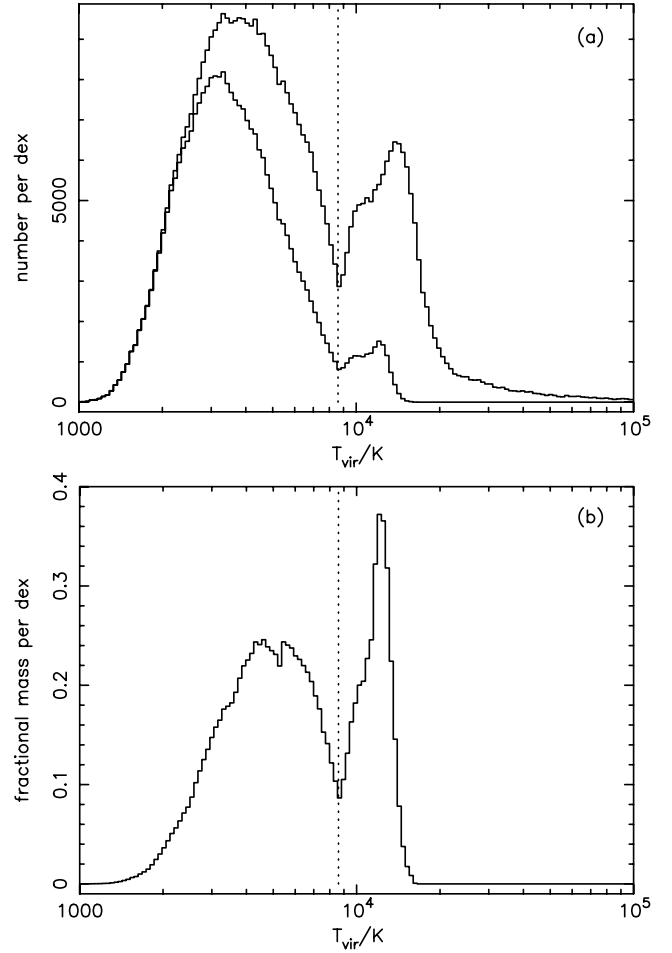 (a)
number per dex
5000
0
1000
10^4
10^5
T_vir/K
(b)
fractional mass per dex
0.4
0.3
0.2
0.1
0
1000
10^4
10^5
T_vir/K